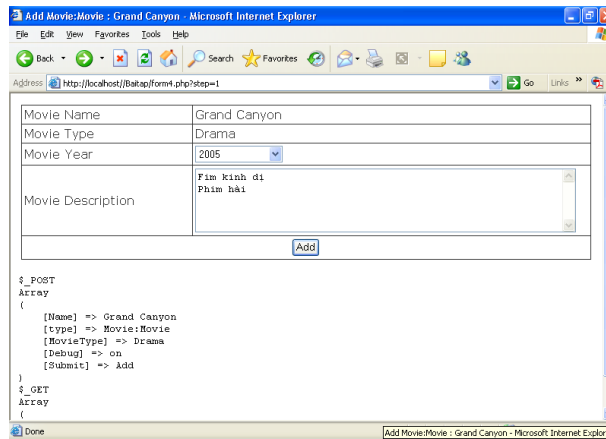 Add Movie:Movie : Grand Canyon - Microsoft Internet Explorer
File Edit View Favorites Tools Help
Back Search Favorites
Address http://localhost//Baitap/form4.php?step=1 Go Links »
Movie Name Grand Canyon
Movie Type Drama
Movie Year 2005
Movie Description
Fim kinh dị
Phim hài
Add
$_POST
Array
(
[Name] => Grand Canyon
[type] => Movie:Movie
[MovieType] => Drama
[Debug] => on
[Submit] => Add
)
$_GET
Array
(
Done
Add Movie:Movie : Grand Canyon - Microsoft Internet Explor